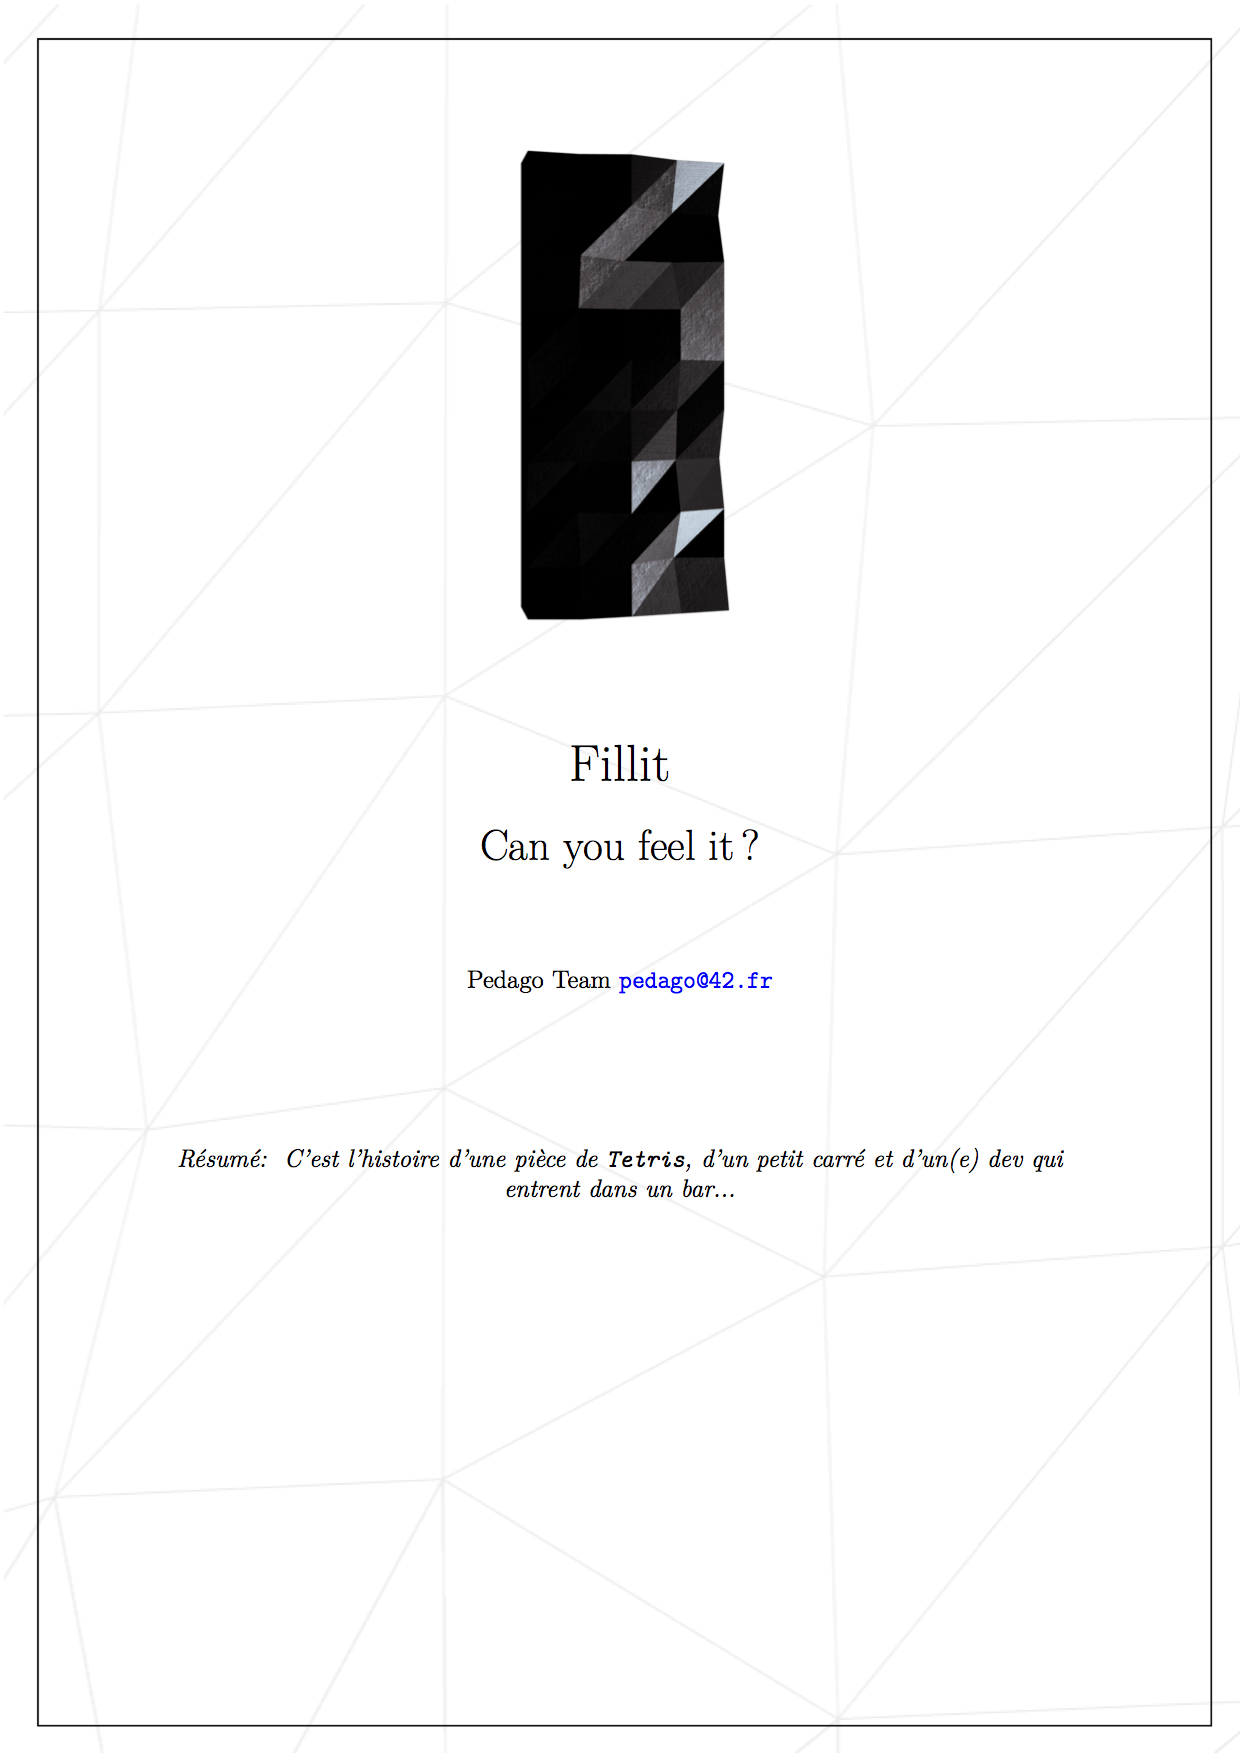 Fillit
Can you feel it ?
Pedago Team pedago@42.fr
Résumé: C'est l'histoire d'une pièce de Tetris, d'un petit carré et d'un(e) dev qui
entrent dans un bar...